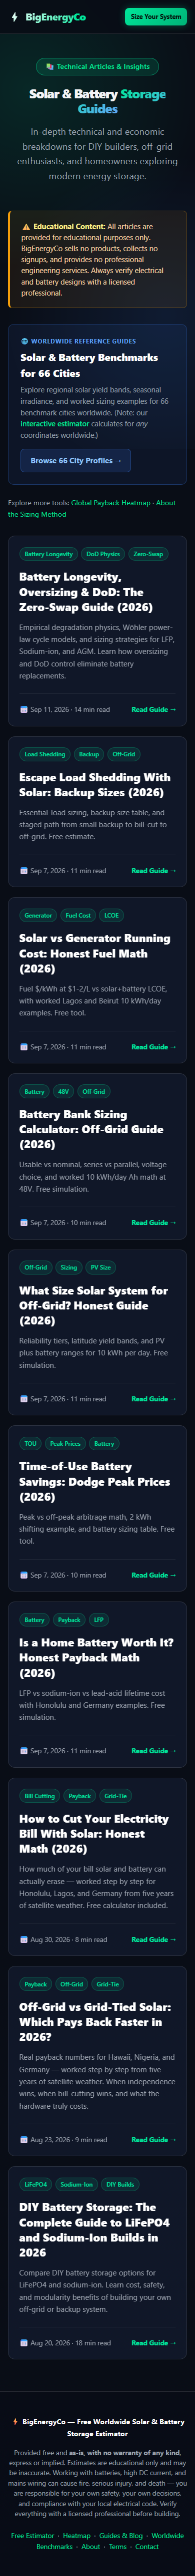 BigEnergyCo
Size Your System
Technical Articles & Insights
Solar & Battery Storage
Guides
In-depth technical and economic
breakdowns for DIY builders, off-grid
enthusiasts, and homeowners exploring
modern energy storage.
Educational Content: All articles are
provided for educational purposes only.
BigEnergyCo sells no products, collects no
signups, and provides no professional
engineering services. Always verify electrical
and battery designs with a licensed
professional.
WORLDWIDE REFERENCE GUIDES
Solar & Battery Benchmarks
for 66 Cities
Explore regional solar yield bands, seasonal
irradiance, and worked sizing examples for 66
benchmark cities worldwide. (Note: our
interactive estimator calculates for any
coordinates worldwide.)
Browse 66 City Profiles →
Explore more tools: Global Payback Heatmap · About
the Sizing Method
Battery Longevity DoD Physics Zero-Swap
Battery Longevity,
Oversizing & DoD: The
Zero-Swap Guide (2026)
Empirical degradation physics, Wöhler power-
law cycle models, and sizing strategies for LFP,
Sodium-Ion, and AGM. Learn how oversizing
and DoD control eliminate battery
replacements.
Sep 11, 2026 · 14 min read Read Guide →
Load Shedding Backup Off-Grid
Escape Load Shedding With
Solar: Backup Sizes (2026)
Essential-load sizing, backup size table, and
staged path from small backup to bill-cut to
off-grid. Free estimate.
Sep 7, 2026 · 11 min read Read Guide →
Generator Fuel Cost LCOE
Solar vs Generator Running
Cost: Honest Fuel Math
(2026)
Fuel $/kWh at $1-2/L vs solar+battery LCOE,
with worked Lagos and Beirut 10 kWh/day
examples. Free tool.
Sep 7, 2026 · 11 min read Read Guide →
Battery 48V Off-Grid
Battery Bank Sizing
Calculator: Off-Grid Guide
(2026)
Usable vs nominal, series vs parallel, voltage
choice, and worked 10 kWh/day Ah math at
48V. Free simulation.
Sep 7, 2026 · 10 min read Read Guide →
Off-Grid Sizing PV Size
What Size Solar System for
Off-Grid? Honest Guide
(2026)
Reliability tiers, latitude yield bands, and PV
plus battery ranges for 10 kWh per day. Free
simulation.
Sep 7, 2026 · 11 min read Read Guide →
TOU Peak Prices Battery
Time-of-Use Battery
Savings: Dodge Peak Prices
(2026)
Peak vs off-peak arbitrage math, 2 kWh
shifting example, and battery sizing table. Free
tool.
Sep 7, 2026 · 10 min read Read Guide →
Battery Payback LFP
Is a Home Battery Worth It?
Honest Payback Math
(2026)
LFP vs sodium-ion vs lead-acid lifetime cost
with Honolulu and Germany examples. Free
simulation.
Sep 7, 2026 · 11 min read Read Guide →
Bill Cutting Payback Grid-Tie
How to Cut Your Electricity
Bill With Solar: Honest
Math (2026)
How much of your bill solar and battery can
actually erase — worked step by step for
Honolulu, Lagos, and Germany from five years
of satellite weather. Free calculator included.
Aug 30, 2026 · 8 min read Read Guide →
Payback Off-Grid Grid-Tie
Off-Grid vs Grid-Tied Solar:
Which Pays Back Faster in
2026?
Real payback numbers for Hawaii, Nigeria, and
Germany — worked step by step from five
years of satellite weather. When independence
wins, when bill-cutting wins, and what the
hardware truly costs.
Aug 23, 2026 · 9 min read Read Guide →
LiFePO4 Sodium-Ion DIY Builds
DIY Battery Storage: The
Complete Guide to LiFePO4
and Sodium-Ion Builds in
2026
Compare DIY battery storage options for
LiFePO4 and sodium-ion. Learn cost, safety,
and modularity benefits of building your own
off-grid or backup system.
Aug 20, 2026 · 18 min read Read Guide →
BigEnergyCo — Free Worldwide Solar & Battery
Storage Estimator
Provided free and as-is, with no warranty of any kind,
express or implied. Estimates are educational only and may
be inaccurate. Working with batteries, high DC current, and
mains wiring can cause fire, serious injury, and death — you
are responsible for your own safety, your own decisions,
and compliance with your local electrical code. Verify
everything with a licensed professional before building.
Free Estimator · Heatmap · Guides & Blog · Worldwide
Benchmarks · About · Terms · Contact